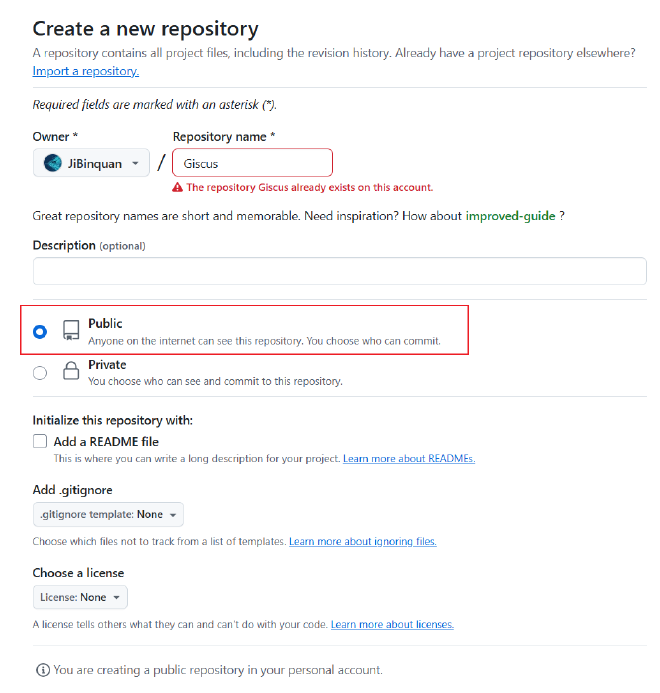 Create a new repository
A repository contains all project files, including the revision history. Already have a project repository elsewhere?
Import a repository.
Required fields are marked with an asterisk (*).
Owner * Repository name *
JiBinquan / Giscus
The repository Giscus already exists on this account.
Great repository names are short and memorable. Need inspiration? How about improved-guide ?
Description (optional)
Public
Anyone on the internet can see this repository. You choose who can commit.
Private
You choose who can see and commit to this repository.
Initialize this repository with:
Add a README file
This is where you can write a long description for your project. Learn more about READMEs.
Add .gitignore
.gitignore template: None
Choose which files not to track from a list of templates. Learn more about ignoring files.
Choose a license
License: None
A license tells others what they can and can't do with your code. Learn more about licenses.
You are creating a public repository in your personal account.